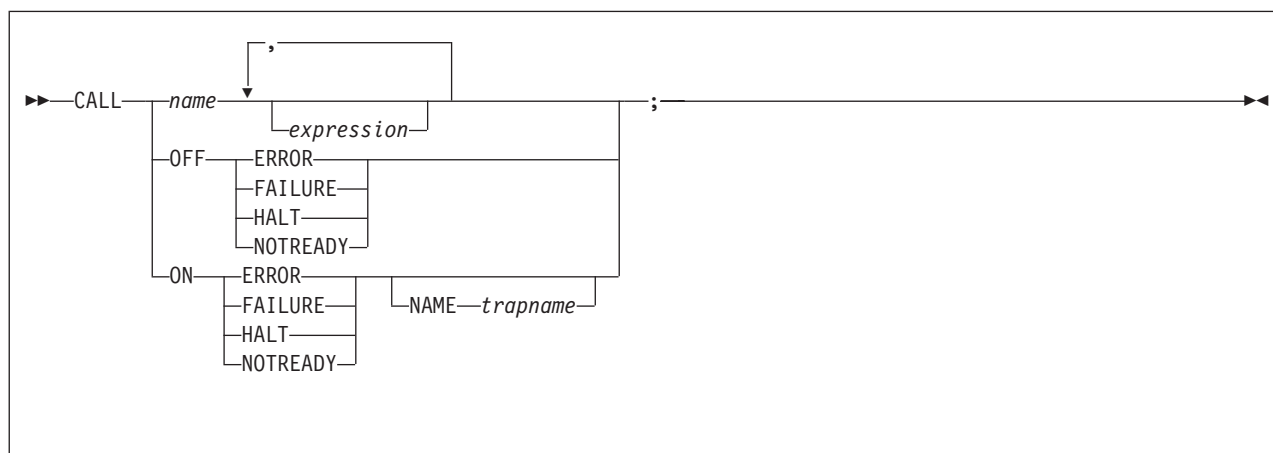 ,
CALL name ;
expression
OFF ERROR
FAILURE
HALT
NOTREADY
ON ERROR
FAILURE NAME trapname
HALT
NOTREADY